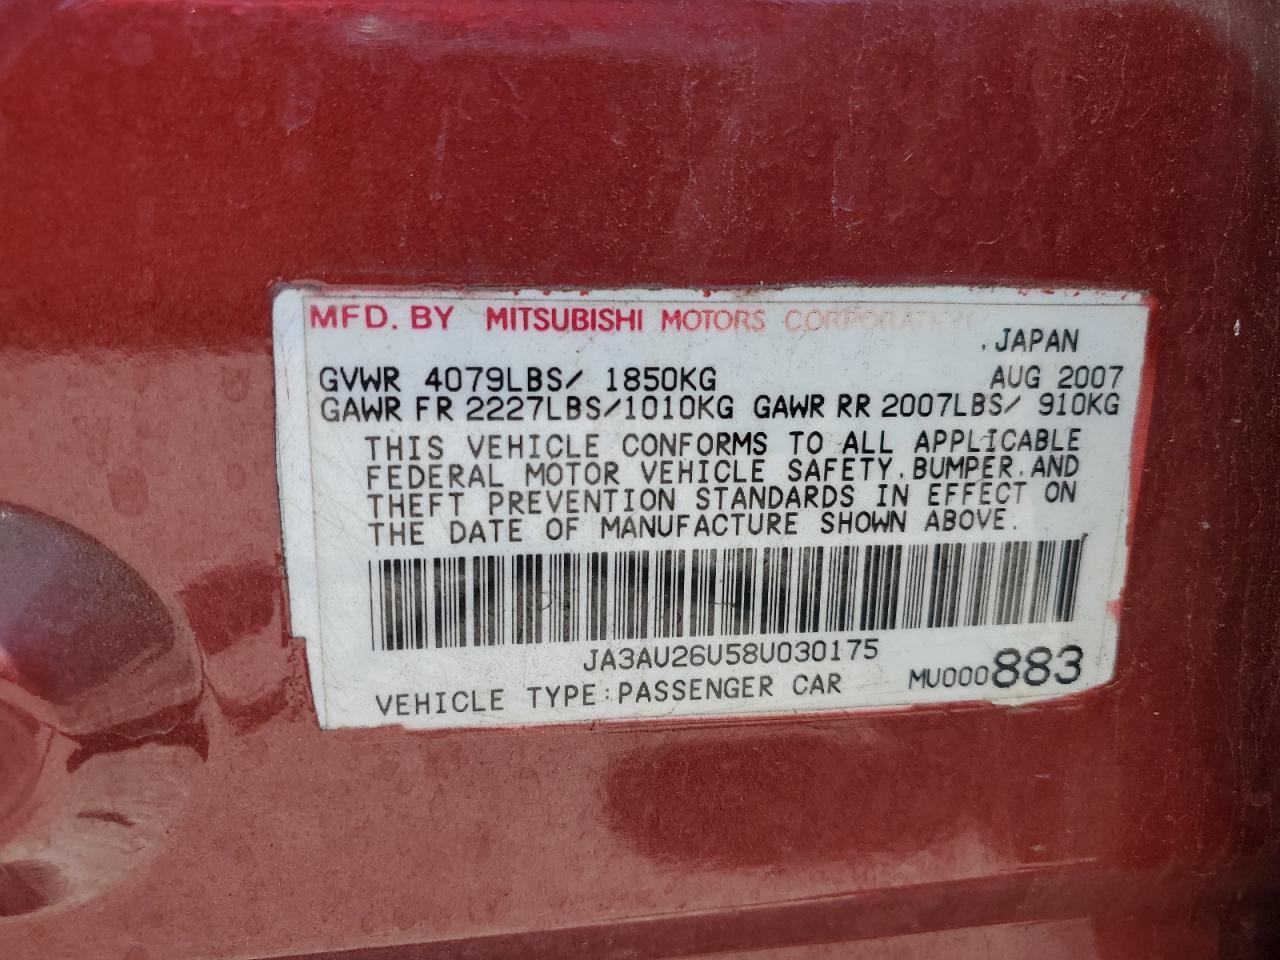 MFD. BY MITSUBISHI MOTORS CORPORATION
JAPAN
GVWR 4079LBS/ 1850KG AUG 2007
GAWR FR 2227LBS/1010KG GAWR RR 2007LBS/ 910KG
THIS VEHICLE CONFORMS TO ALL APPLICABLE
FEDERAL MOTOR VEHICLE SAFETY, BUMPER, AND
THEFT PREVENTION STANDARDS IN EFFECT ON
THE DATE OF MANUFACTURE SHOWN ABOVE.
JA3AU26U58U030175
VEHICLE TYPE:PASSENGER CAR MU000883